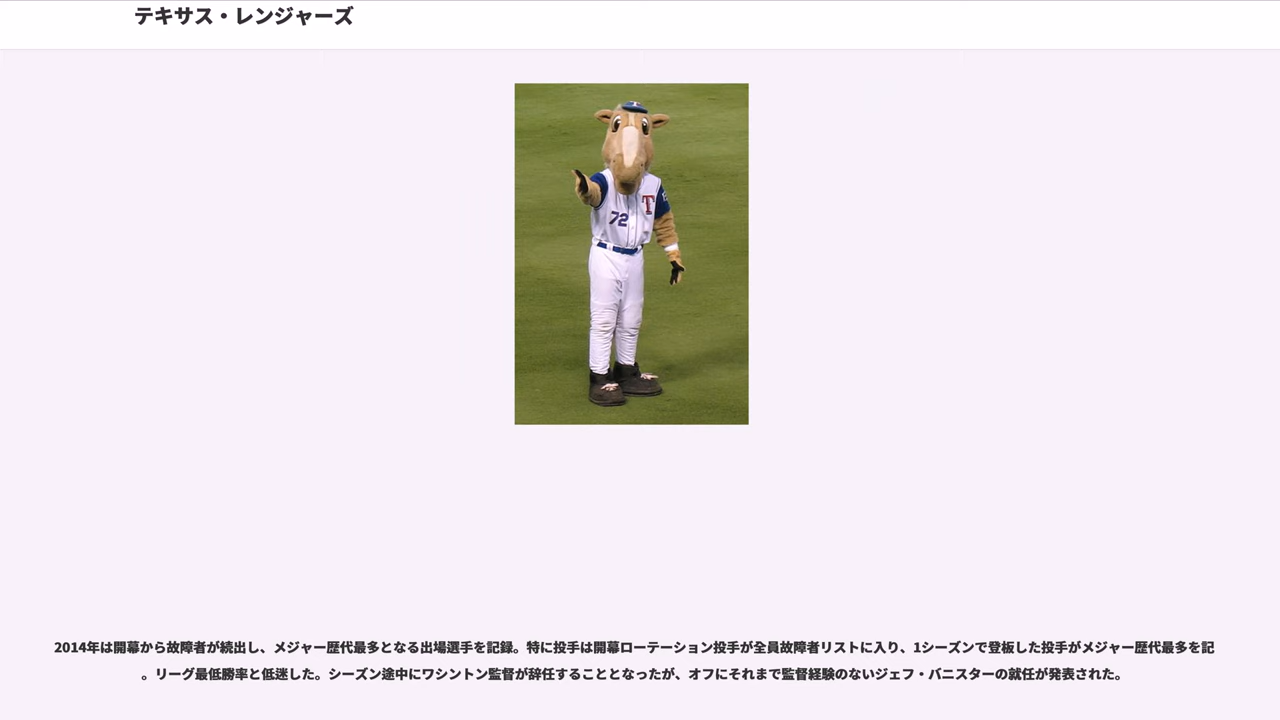 テキサス・レンジャーズ
T
72
T
2014年は開幕から故障者が続出し、メジャー歴代最多となる出場選手を記録。特に投手は開幕ローテーション投手が全員故障者リストに入り、1シーズンで登板した投手がメジャー歴代最多を記
。リーグ最低勝率と低迷した。シーズン途中にワシントン監督が辞任することとなったが、オフにそれまで監督経験のないジェフ・バニスターの就任が発表された。